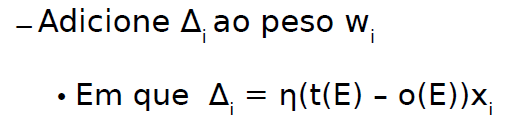 – Adicione Δᵢ ao peso wᵢ
• Em que Δᵢ = η(t(E) – o(E))xᵢ